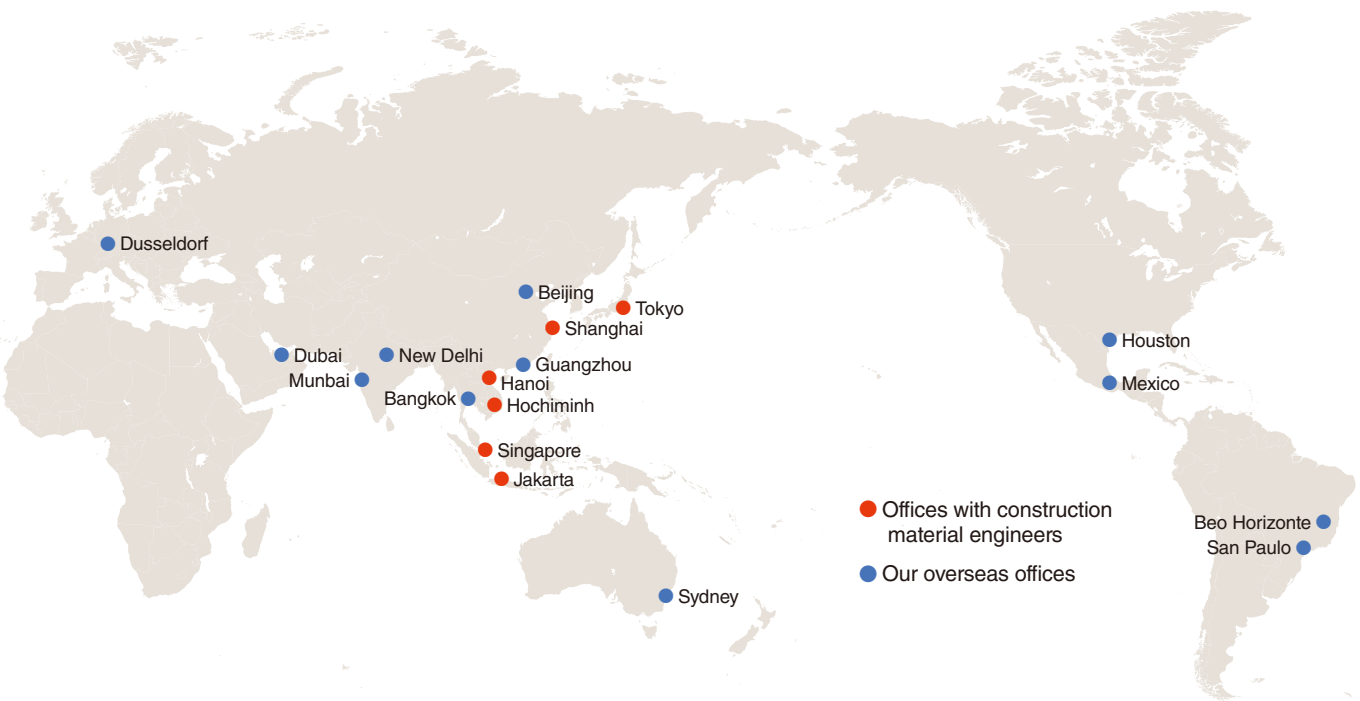 Dusseldorf
Beijing
Tokyo
Shanghai
Dubai
New Delhi
Guangzhou
Munbai
Hanoi
Bangkok
Hochiminh
Singapore
Jakarta
Sydney
Houston
Mexico
Beo Horizonte
San Paulo
Offices with construction
material engineers
Our overseas offices